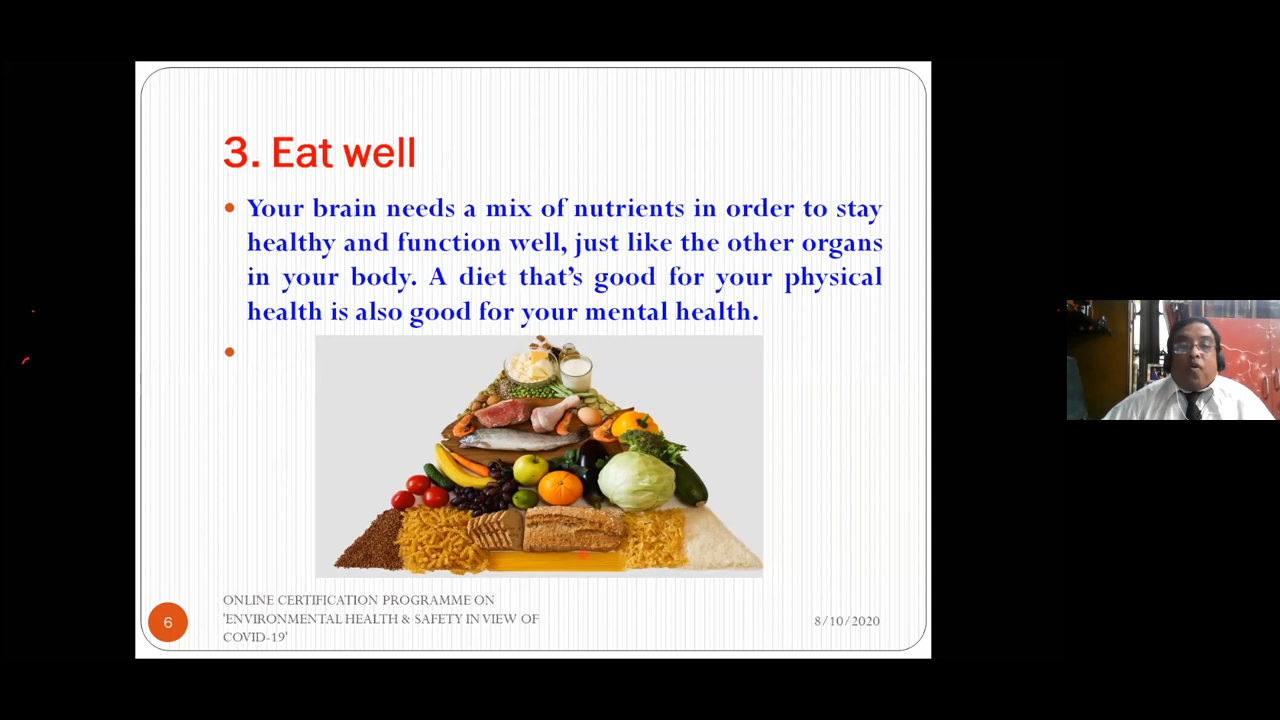 3. Eat well
Your brain needs a mix of nutrients in order to stay
healthy and function well, just like the other organs
in your body. A diet that's good for your physical
health is also good for your mental health.
ONLINE CERTIFICATION PROGRAMME ON
'ENVIRONMENTAL HEALTH & SAFETY IN VIEW OF
COVID-19'
6
8/10/2020